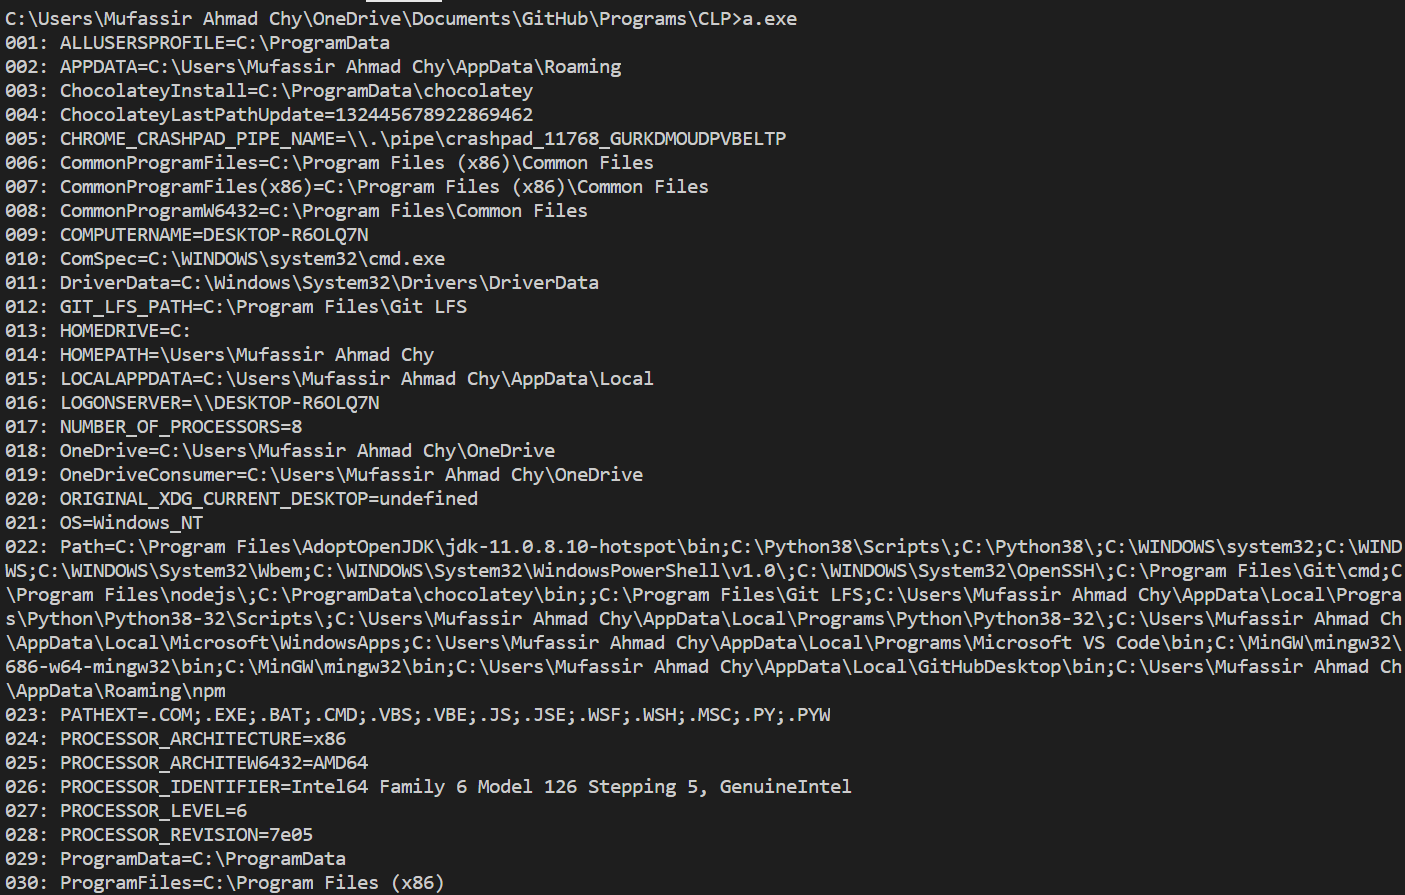 C:\Users\Mufassir Ahmad Chy\OneDrive\Documents\GitHub\Programs\CLP>a.exe
001: ALLUSERSPROFILE=C:\ProgramData
002: APPDATA=C:\Users\Mufassir Ahmad Chy\AppData\Roaming
003: ChocolateyInstall=C:\ProgramData\chocolatey
004: ChocolateyLastPathUpdate=132445678922869462
005: CHROME_CRASHPAD_PIPE_NAME=\\.\pipe\crashpad_11768_GURKDMOUDPVBELTP
006: CommonProgramFiles=C:\Program Files (x86)\Common Files
007: CommonProgramFiles(x86)=C:\Program Files (x86)\Common Files
008: CommonProgramW6432=C:\Program Files\Common Files
009: COMPUTERNAME=DESKTOP-R6OLQ7N
010: ComSpec=C:\WINDOWS\system32\cmd.exe
011: DriverData=C:\Windows\System32\Drivers\DriverData
012: GIT_LFS_PATH=C:\Program Files\Git LFS
013: HOMEDRIVE=C:
014: HOMEPATH=\Users\Mufassir Ahmad Chy
015: LOCALAPPDATA=C:\Users\Mufassir Ahmad Chy\AppData\Local
016: LOGONSERVER=\\DESKTOP-R6OLQ7N
017: NUMBER_OF_PROCESSORS=8
018: OneDrive=C:\Users\Mufassir Ahmad Chy\OneDrive
019: OneDriveConsumer=C:\Users\Mufassir Ahmad Chy\OneDrive
020: ORIGINAL_XDG_CURRENT_DESKTOP=undefined
021: OS=Windows_NT
022: Path=C:\Program Files\AdoptOpenJDK\jdk-11.0.8.10-hotspot\bin;C:\Python38\Scripts\;C:\Python38\;C:\WINDOWS\system32;C:\WIND
WS;C:\WINDOWS\System32\Wbem;C:\WINDOWS\System32\WindowsPowerShell\v1.0\;C:\WINDOWS\System32\OpenSSH\;C:\Program Files\Git\cmd;C
\Program Files\nodejs\;C:\ProgramData\chocolatey\bin;;C:\Program Files\Git LFS;C:\Users\Mufassir Ahmad Chy\AppData\Local\Progra
s\Python\Python38-32\Scripts\;C:\Users\Mufassir Ahmad Chy\AppData\Local\Programs\Python\Python38-32\;C:\Users\Mufassir Ahmad Ch
\AppData\Local\Microsoft\WindowsApps;C:\Users\Mufassir Ahmad Chy\AppData\Local\Programs\Microsoft VS Code\bin;C:\MinGW\mingw32\
686-w64-mingw32\bin;C:\MinGW\mingw32\bin;C:\Users\Mufassir Ahmad Chy\AppData\Local\GitHubDesktop\bin;C:\Users\Mufassir Ahmad Ch
\AppData\Roaming\npm
023: PATHEXT=.COM;.EXE;.BAT;.CMD;.VBS;.VBE;.JS;.JSE;.WSF;.WSH;.MSC;.PY;.PYW
024: PROCESSOR_ARCHITECTURE=x86
025: PROCESSOR_ARCHITEW6432=AMD64
026: PROCESSOR_IDENTIFIER=Intel64 Family 6 Model 126 Stepping 5, GenuineIntel
027: PROCESSOR_LEVEL=6
028: PROCESSOR_REVISION=7e05
029: ProgramData=C:\ProgramData
030: ProgramFiles=C:\Program Files (x86)